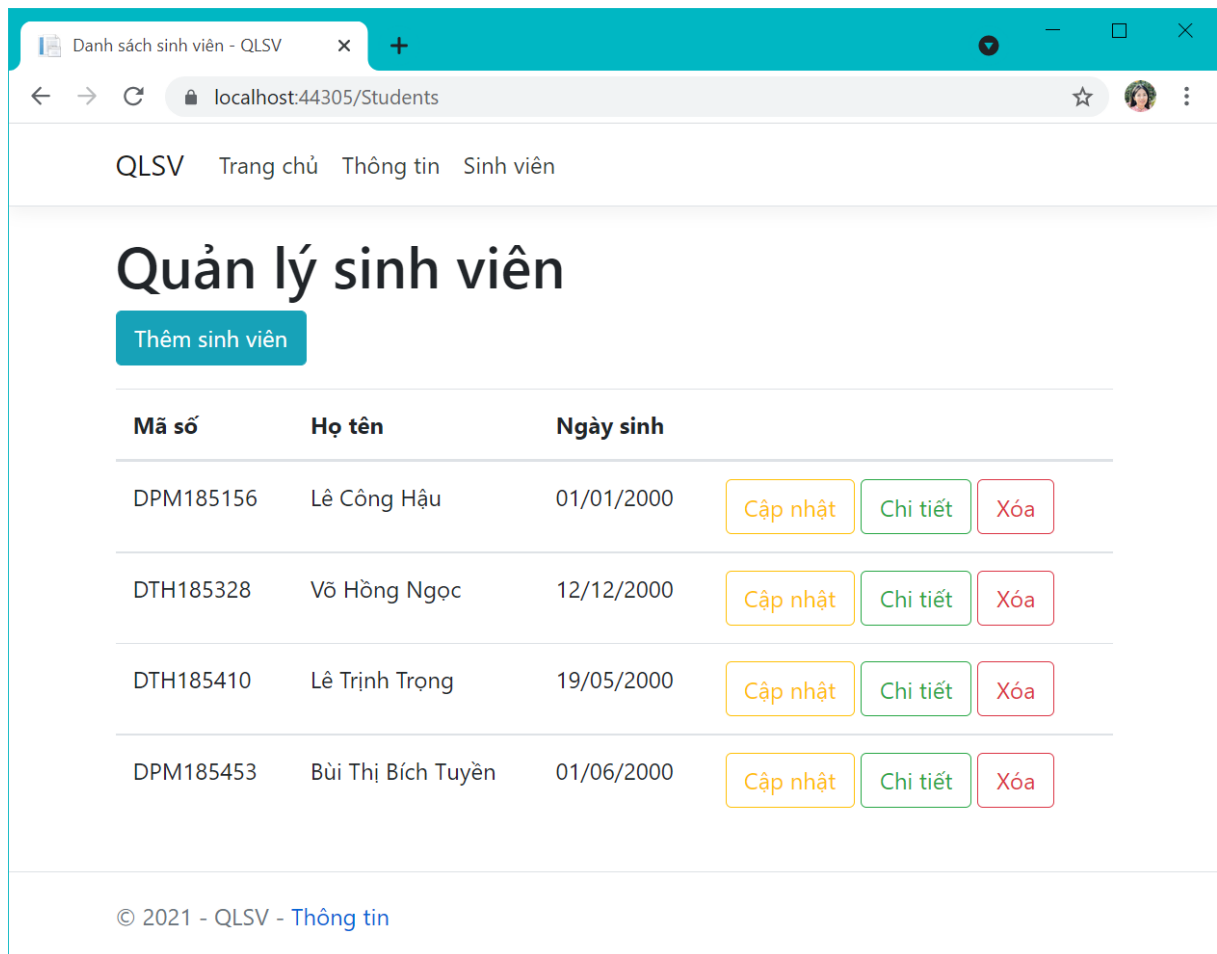 Danh sách sinh viên - QLSV
localhost:44305/Students
QLSV Trang chủ Thông tin Sinh viên
Quản lý sinh viên
Thêm sinh viên
Mã số Họ tên Ngày sinh
DPM185156 Lê Công Hậu 01/01/2000 Cập nhật Chi tiết Xóa
DTH185328 Võ Hồng Ngọc 12/12/2000 Cập nhật Chi tiết Xóa
DTH185410 Lê Trịnh Trọng 19/05/2000 Cập nhật Chi tiết Xóa
DPM185453 Bùi Thị Bích Tuyền 01/06/2000 Cập nhật Chi tiết Xóa
© 2021 - QLSV - Thông tin